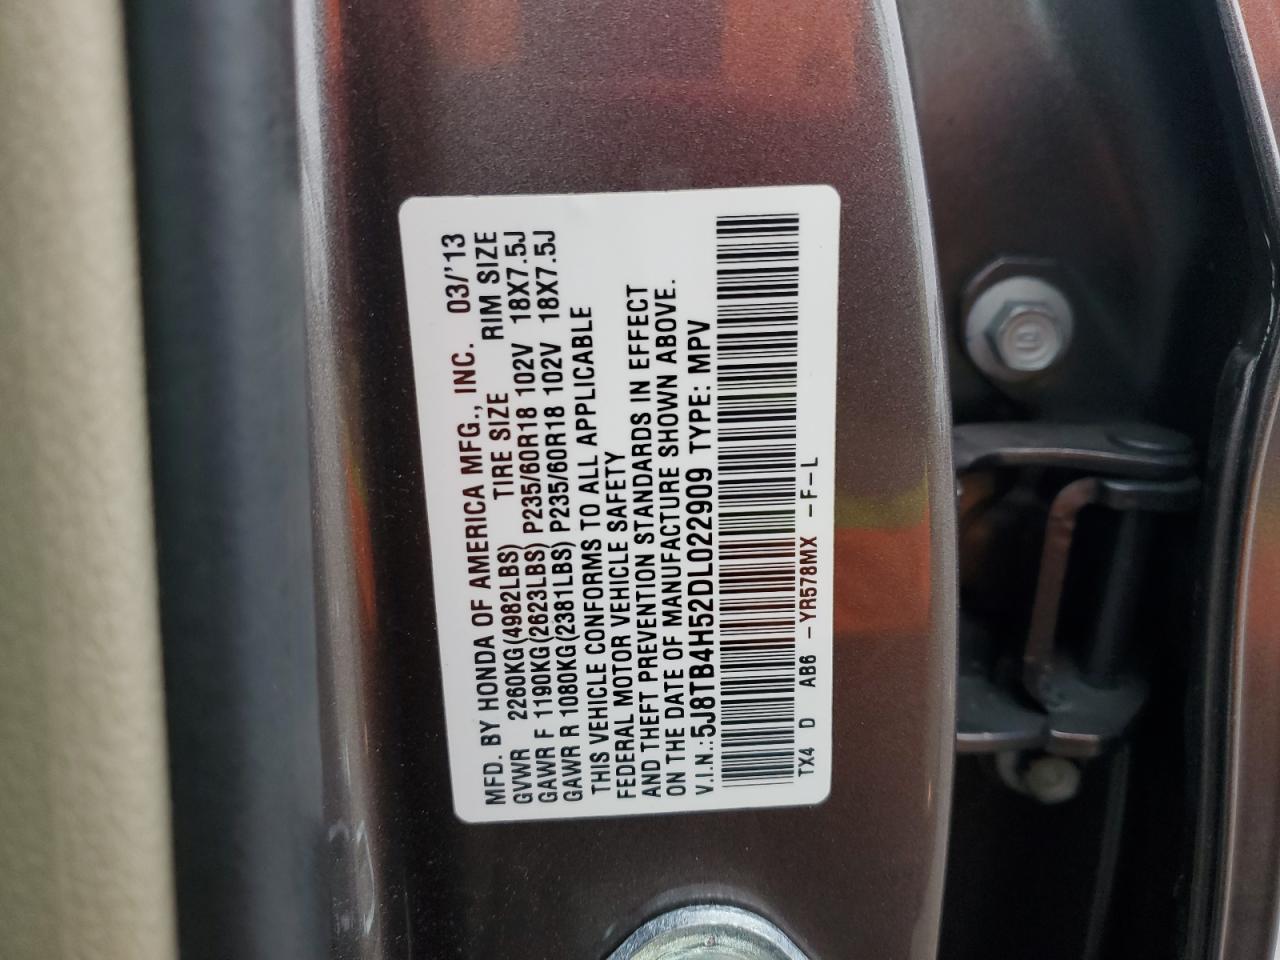 MFD. BY HONDA OF AMERICA MFG., INC. 03/'13
GVWR 2260KG(4982LBS) TIRE SIZE RIM SIZE
GAWR F 1190KG(2623LBS) P235/60R18 102V 18X7.5J
GAWR R 1080KG(2381LBS) P235/60R18 102V 18X7.5J
THIS VEHICLE CONFORMS TO ALL APPLICABLE
FEDERAL MOTOR VEHICLE SAFETY
AND THEFT PREVENTION STANDARDS IN EFFECT
ON THE DATE OF MANUFACTURE SHOWN ABOVE.
V.I.N.:5J8TB4H52DL022909 TYPE: MPV
TX4 D AB6 -YR578MX -F-L